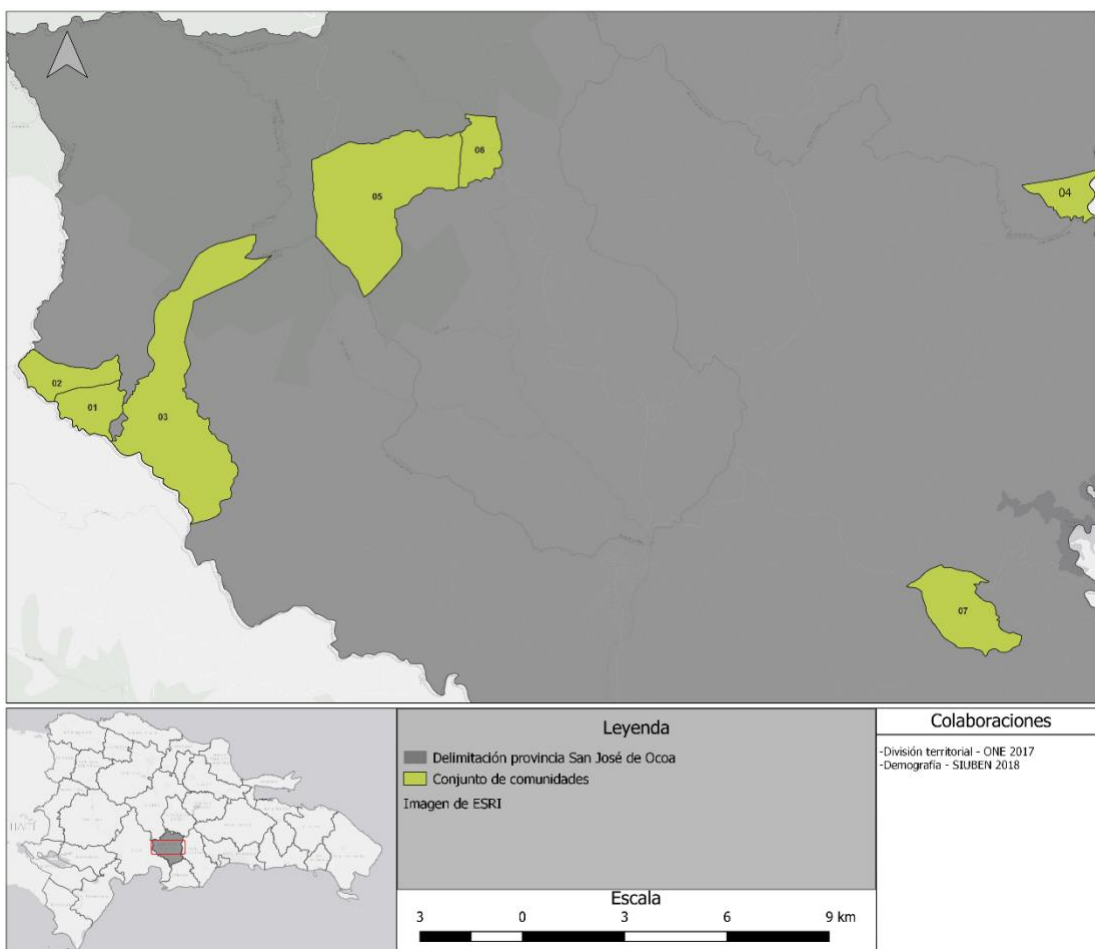 06
05
04
02
01
03
07
Leyenda
Delimitación provincia San José de Ocoa
Conjunto de comunidades
Imagen de ESRI
Escala
3 0 3 6 9 km
Colaboraciones
-División territorial - ONE 2017
-Demografía - SIUBEN 2018